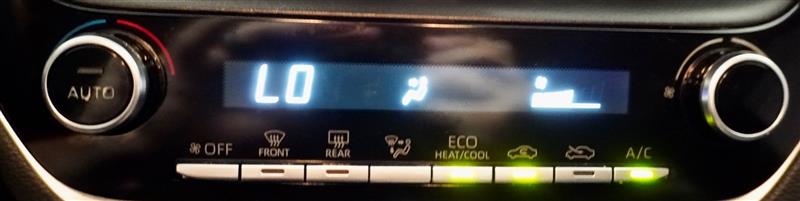 LO
AUTO
OFF
FRONT
REAR
ECO
HEAT/COOL
A/C